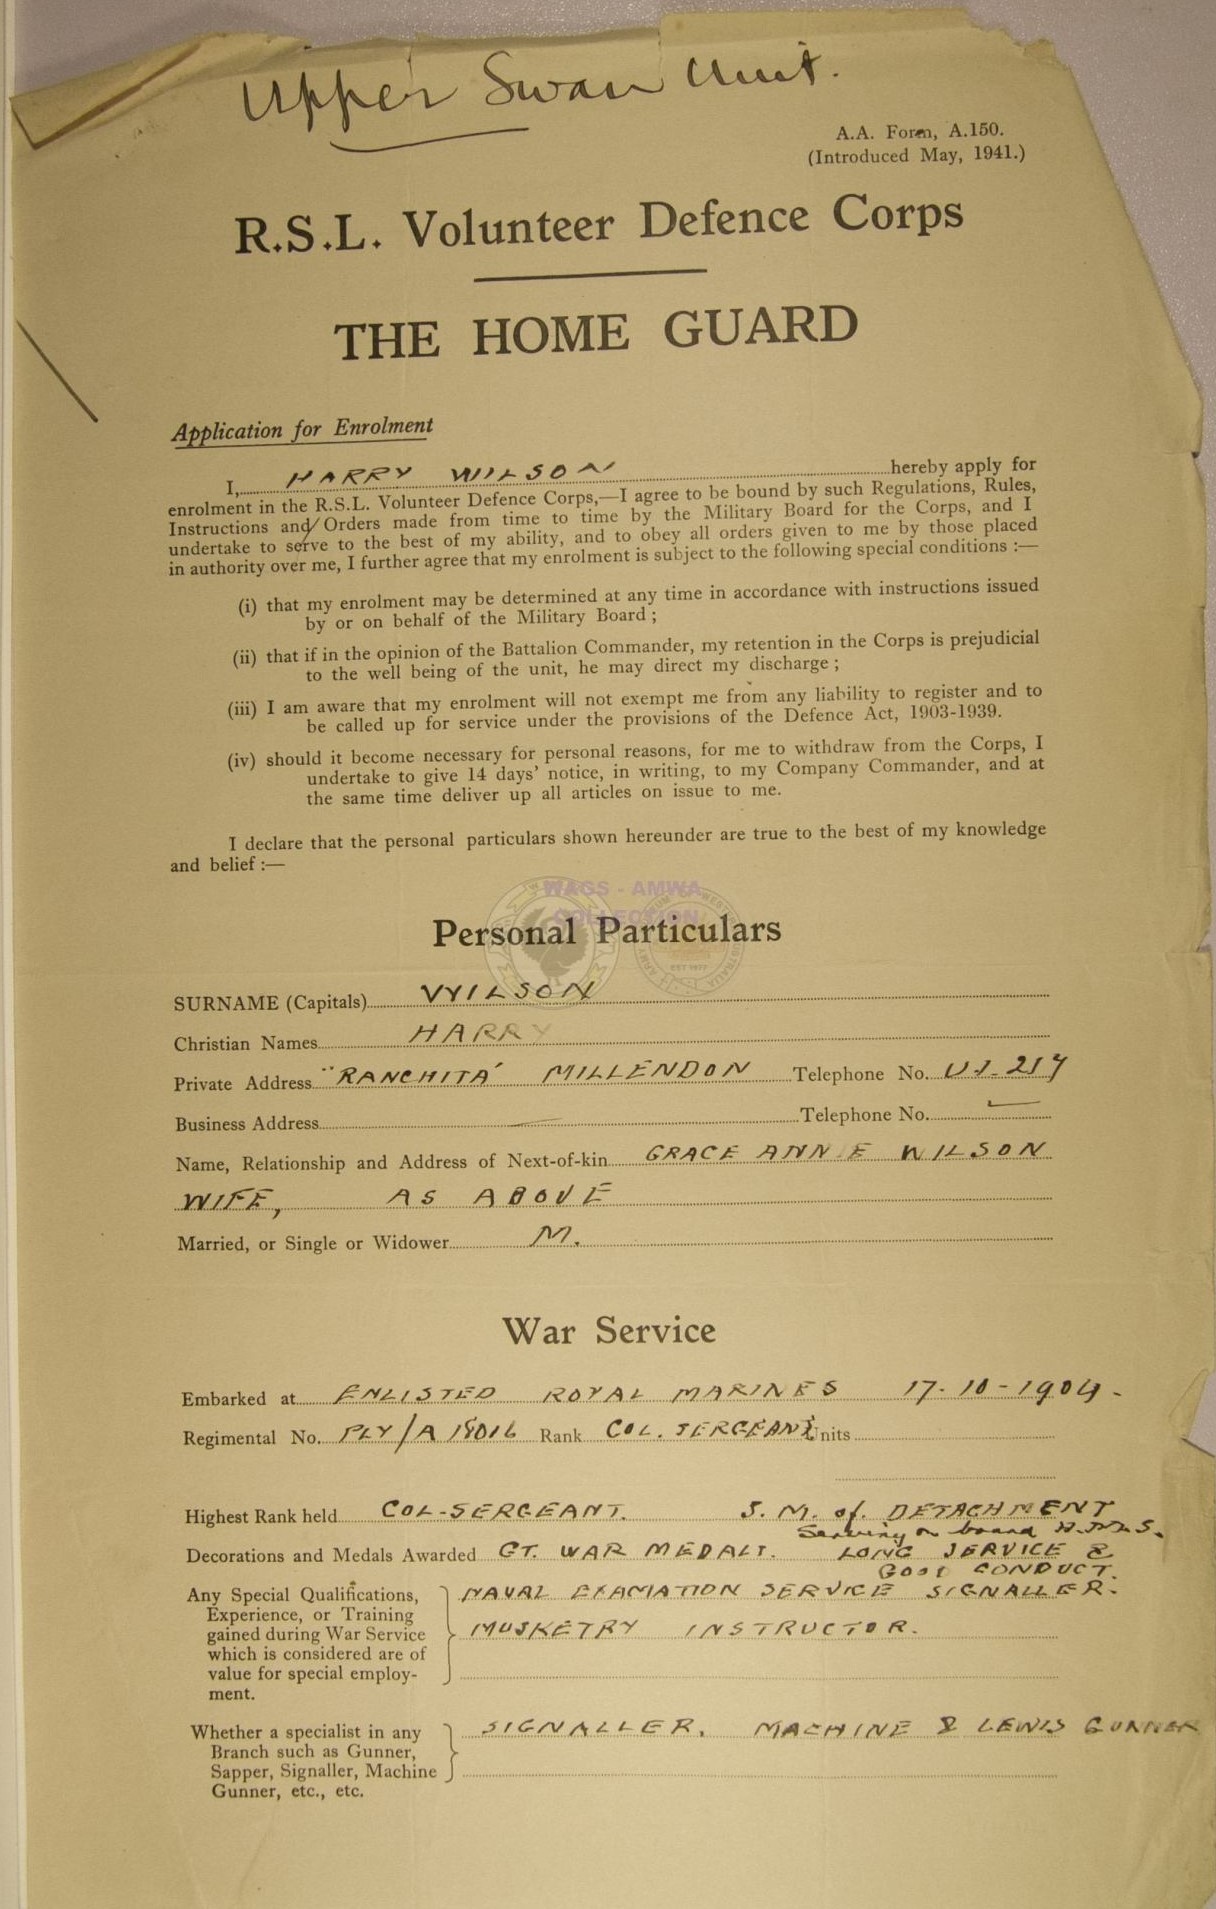 Upper Swan Unit.
A.A. Form, A.150.
(Introduced May, 1941.)
R.S.L. Volunteer Defence Corps
THE HOME GUARD
Application for Enrolment
I, HARRY WILSON hereby apply for
enrolment in the R.S.L. Volunteer Defence Corps,—I agree to be bound by such Regulations, Rules,
Instructions and/Orders made from time to time by the Military Board for the Corps, and I
undertake to serve to the best of my ability, and to obey all orders given to me by those placed
in authority over me, I further agree that my enrolment is subject to the following special conditions :—
(i) that my enrolment may be determined at any time in accordance with instructions issued
by or on behalf of the Military Board ;
(ii) that if in the opinion of the Battalion Commander, my retention in the Corps is prejudicial
to the well being of the unit, he may direct my discharge ;
(iii) I am aware that my enrolment will not exempt me from any liability to register and to
be called up for service under the provisions of the Defence Act, 1903-1939.
(iv) should it become necessary for personal reasons, for me to withdraw from the Corps, I
undertake to give 14 days' notice, in writing, to my Company Commander, and at
the same time deliver up all articles on issue to me.
I declare that the personal particulars shown hereunder are true to the best of my knowledge
and belief :—
WAGS - AMWA
COLLECTION
EST 1977
Personal Particulars
SURNAME (Capitals) WILSON
Christian Names HARRY
Private Address "RANCHITA" MILLENDON Telephone No. U.S. 217
Business Address — Telephone No. —
Name, Relationship and Address of Next-of-kin GRACE ANNIE WILSON
WIFE, AS ABOVE
Married, or Single or Widower M.
War Service
Embarked at ENLISTED ROYAL MARINES 17-10-1904-
Regimental No. PLY/A 18016 Rank COL. SERGEANT Units
Highest Rank held COL-SERGEANT. S. M. of. DETACHMENT
Serving on board H.M.S.
Decorations and Medals Awarded GT. WAR MEDALS. LONG SERVICE &
GOOD CONDUCT.
Any Special Qualifications, NAVAL EXAMATION SERVICE SIGNALLER.
Experience, or Training
gained during War Service MUSKETRY INSTRUCTOR.
which is considered are of
value for special employ-
ment.
Whether a specialist in any SIGNALLER. MACHINE & LEWIS GUNNER
Branch such as Gunner,
Sapper, Signaller, Machine
Gunner, etc., etc.